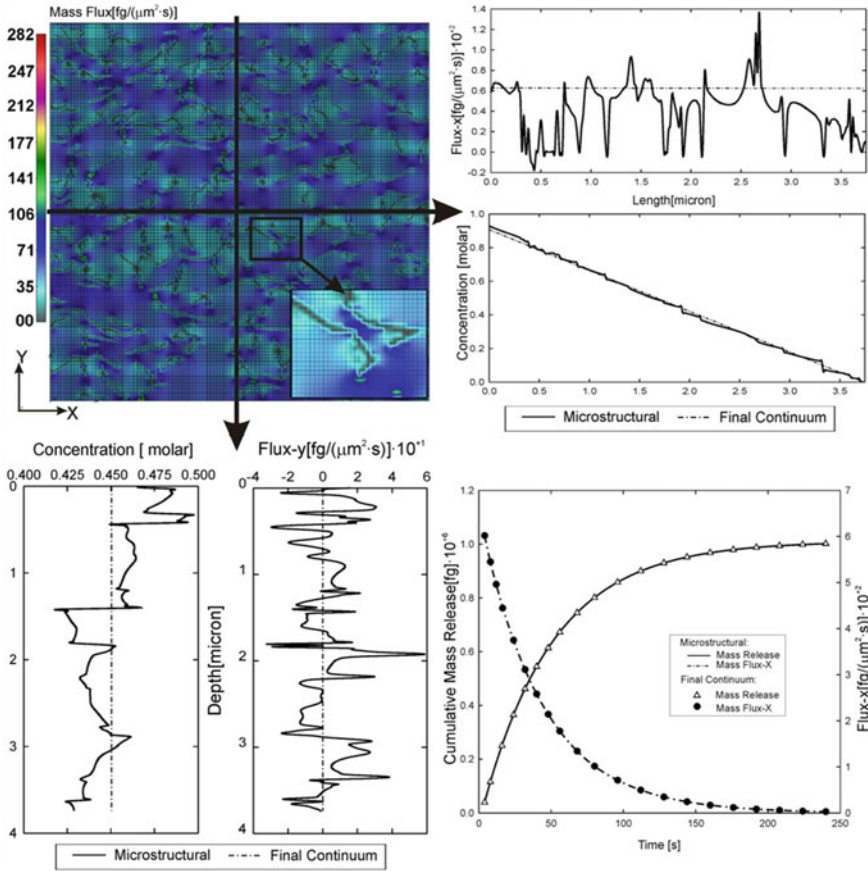 Mass Flux[fg/(μm²·s)]
282
247
212
177
141
106
71
35
00
Y
X
Flux-x[fg/(μm²·s)]·10⁻²
1.4
1.2
1.0
0.8
0.6
0.4
0.2
0.0
-0.2
0.0 0.5 1.0 1.5 2.0 2.5 3.0 3.5
Length[micron]
Concentration [molar]
1.0
0.8
0.6
0.4
0.2
0.0
0.0 0.5 1.0 1.5 2.0 2.5 3.0 3.5
Microstructural Final Continuum
Concentration [ molar]
0.400 0.425 0.450 0.475 0.500
0
1
2
3
4
Flux-y[fg/(μm²·s)]·10⁺¹
−4 −2 0 2 4 6
Depth[micron]
0
1
2
3
4
Microstructural Final Continuum
Cumulative Mass Release[fg]·10⁺⁶
1.2
1.0
0.8
0.6
0.4
0.2
0.0
Microstructural:
Mass Release
Mass Flux-X
Final Continuum:
Mass Release
Mass Flux-X
7
6
5
4
3
2
1
0
Flux-x[fg/(μm²·s)]·10⁻²
0 50 100 150 200 250
Time [s]